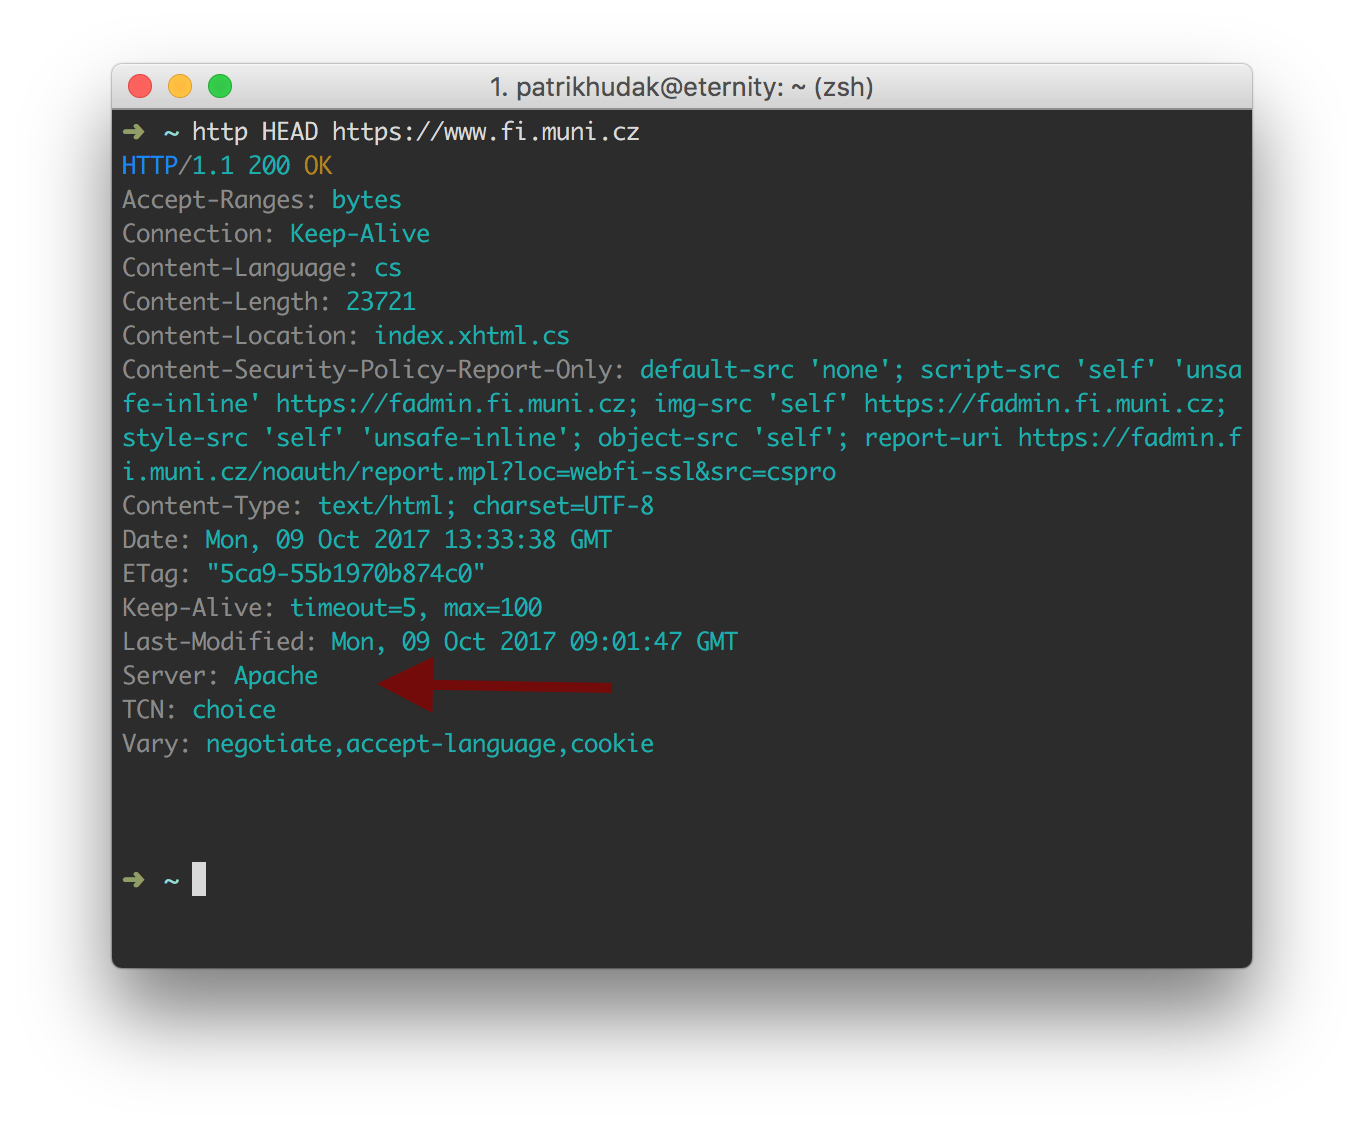 1. patrikhudak@eternity: ~ (zsh)
➜ ~ http HEAD https://www.fi.muni.cz
HTTP/1.1 200 OK
Accept-Ranges: bytes
Connection: Keep-Alive
Content-Language: cs
Content-Length: 23721
Content-Location: index.xhtml.cs
Content-Security-Policy-Report-Only: default-src 'none'; script-src 'self' 'unsa
fe-inline' https://fadmin.fi.muni.cz; img-src 'self' https://fadmin.fi.muni.cz;
style-src 'self' 'unsafe-inline'; object-src 'self'; report-uri https://fadmin.f
i.muni.cz/noauth/report.mpl?loc=webfi-ssl&src=cspro
Content-Type: text/html; charset=UTF-8
Date: Mon, 09 Oct 2017 13:33:38 GMT
ETag: "5ca9-55b1970b874c0"
Keep-Alive: timeout=5, max=100
Last-Modified: Mon, 09 Oct 2017 09:01:47 GMT
Server: Apache
TCN: choice
Vary: negotiate,accept-language,cookie
➜ ~